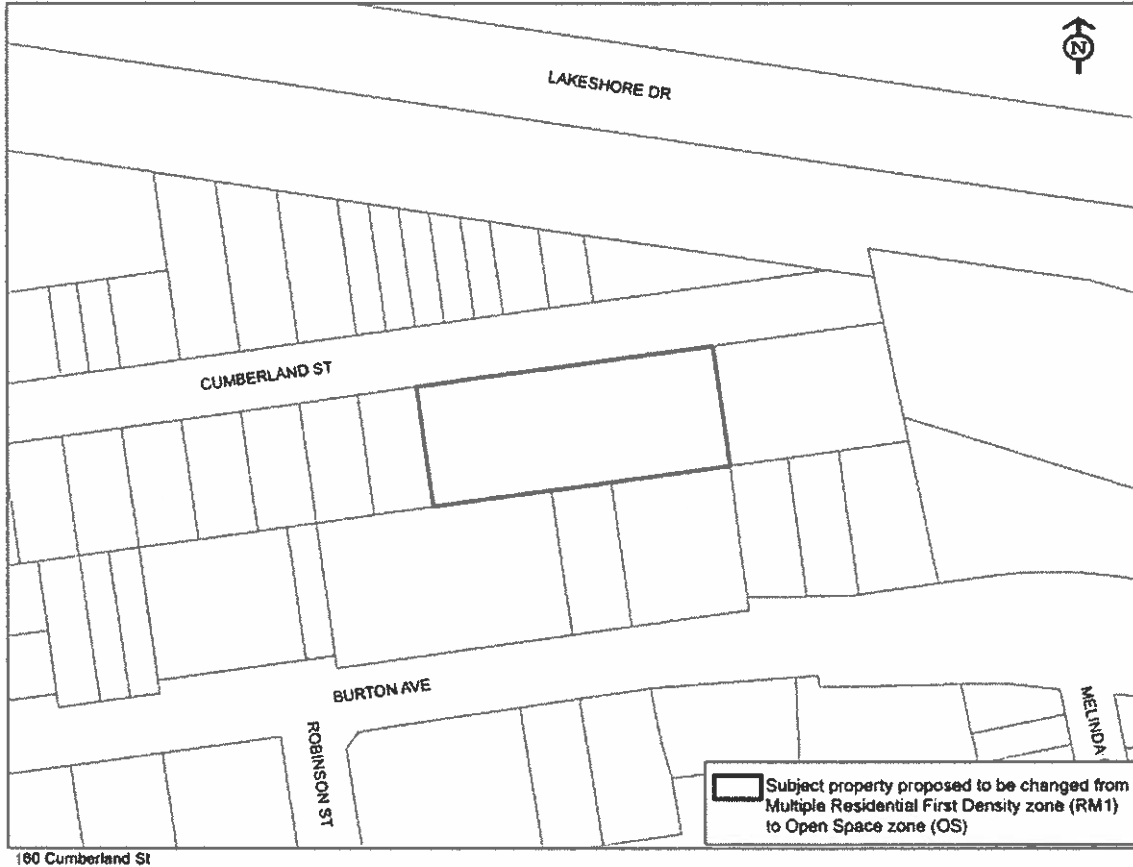 N
LAKESHORE DR
CUMBERLAND ST
BURTON AVE
ROBINSON ST
MELINDA
Subject property proposed to be changed from
Multiple Residential First Density zone (RM1)
to Open Space zone (OS)
160 Cumberland St